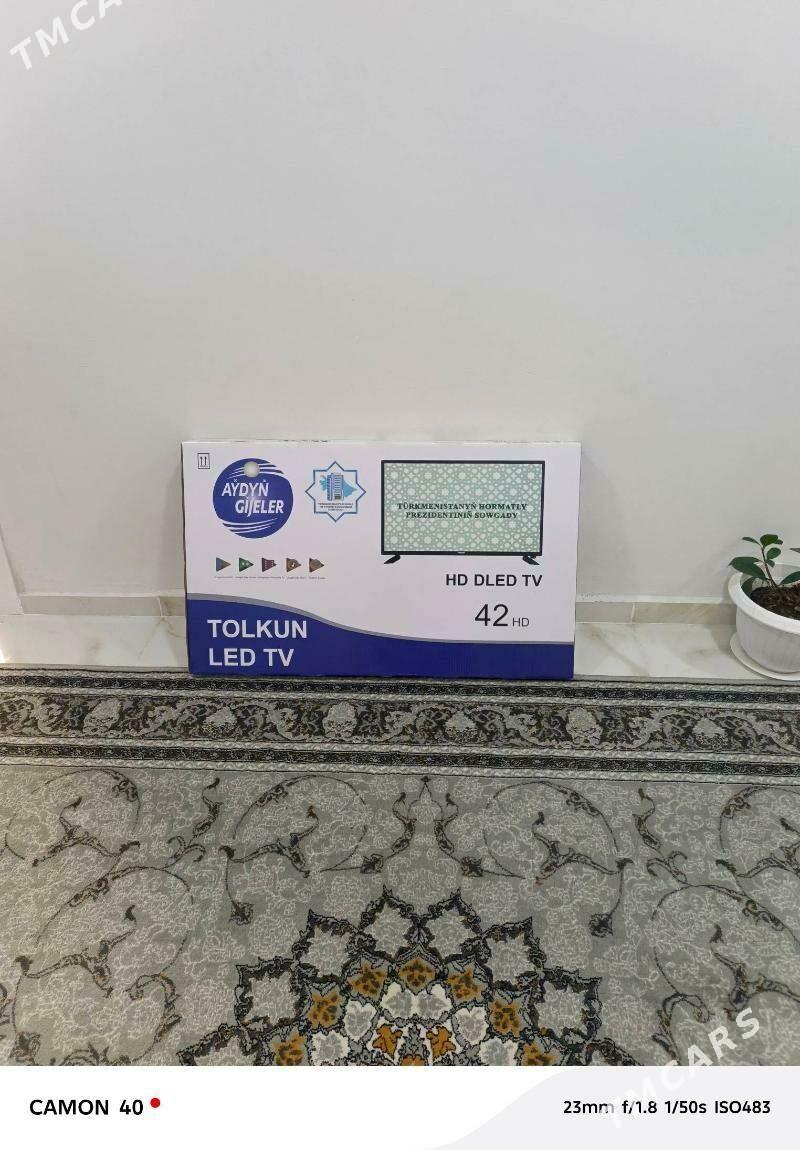 TMCARS
AÝDYŇ
GIJELER
TÜRKMENISTANYŇ HORMATLY
PREZIDENTINIŇ SOWGADY
HD DLED TV
42 HD
TOLKUN
LED TV
TMCARS
CAMON 40
23mm f/1.8 1/50s ISO483